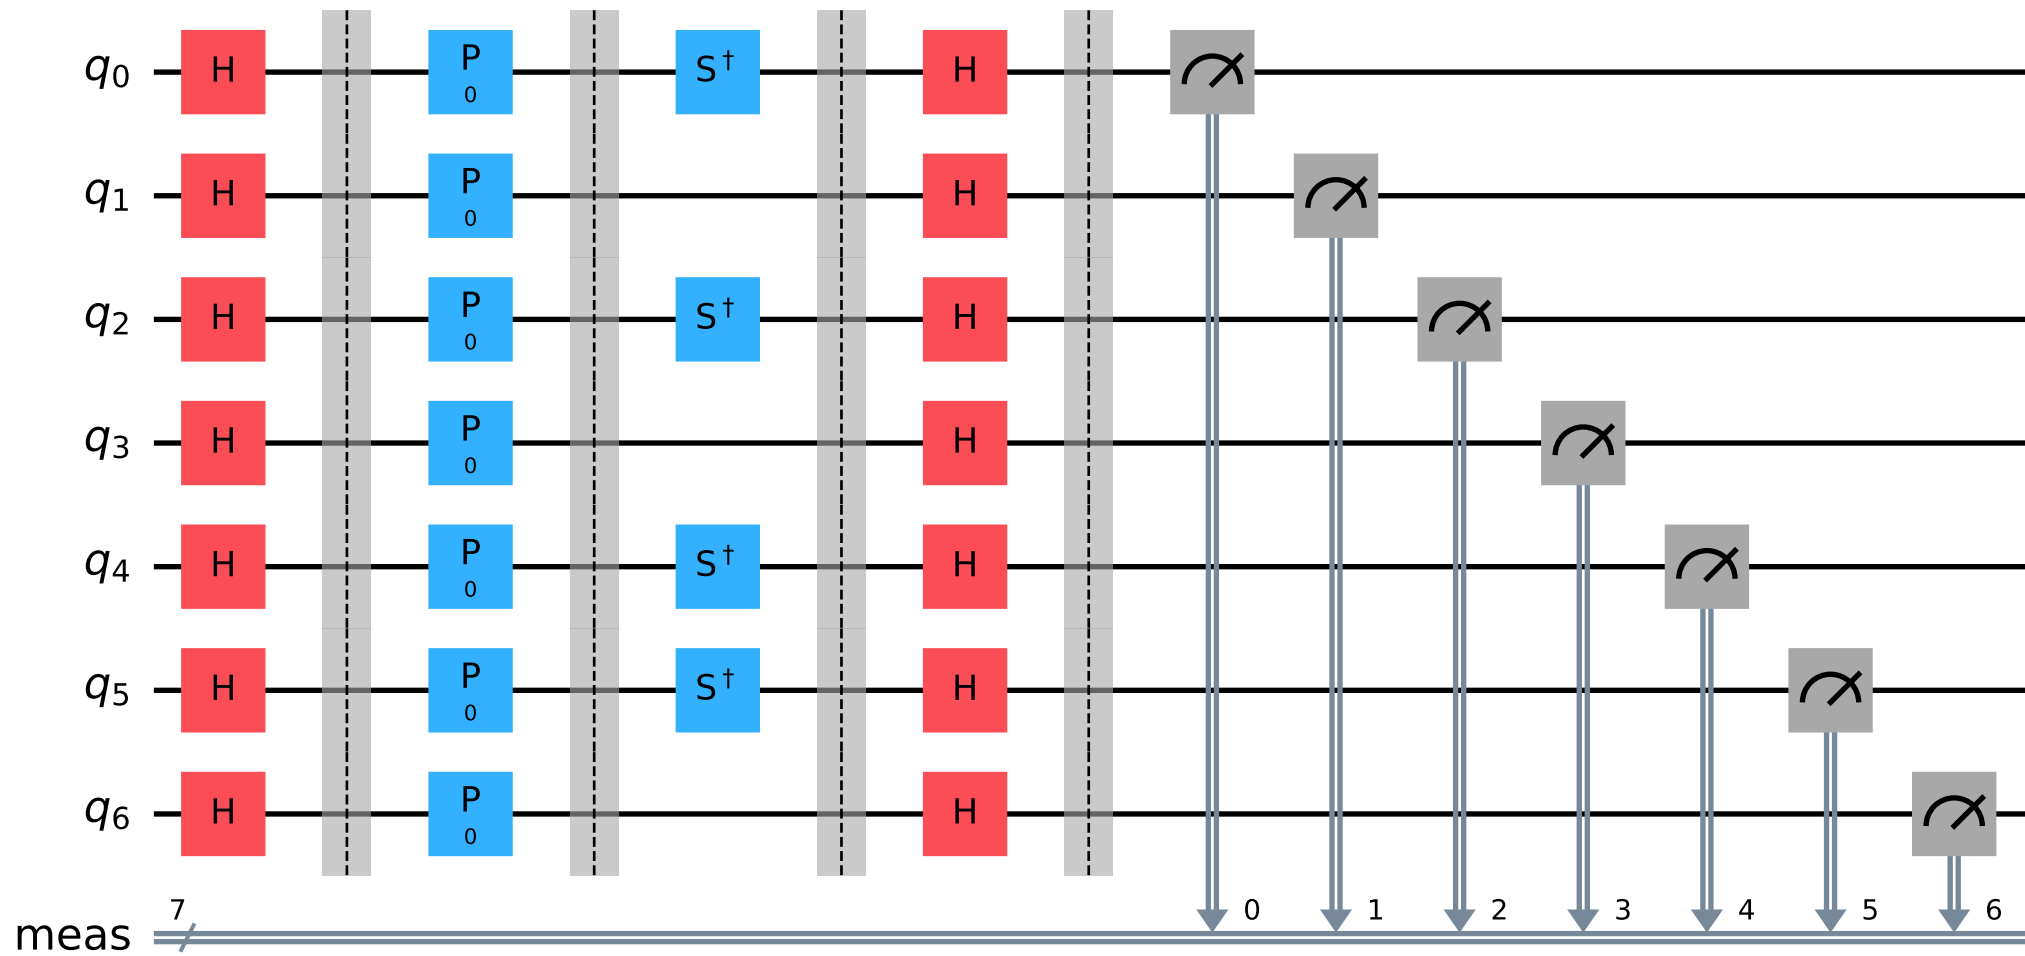 q0 H P 0 S† H
q1 H P 0 H
q2 H P 0 S† H
q3 H P 0 H
q4 H P 0 S† H
q5 H P 0 S† H
q6 H P 0 H
7 0 1 2 3 4 5 6
meas